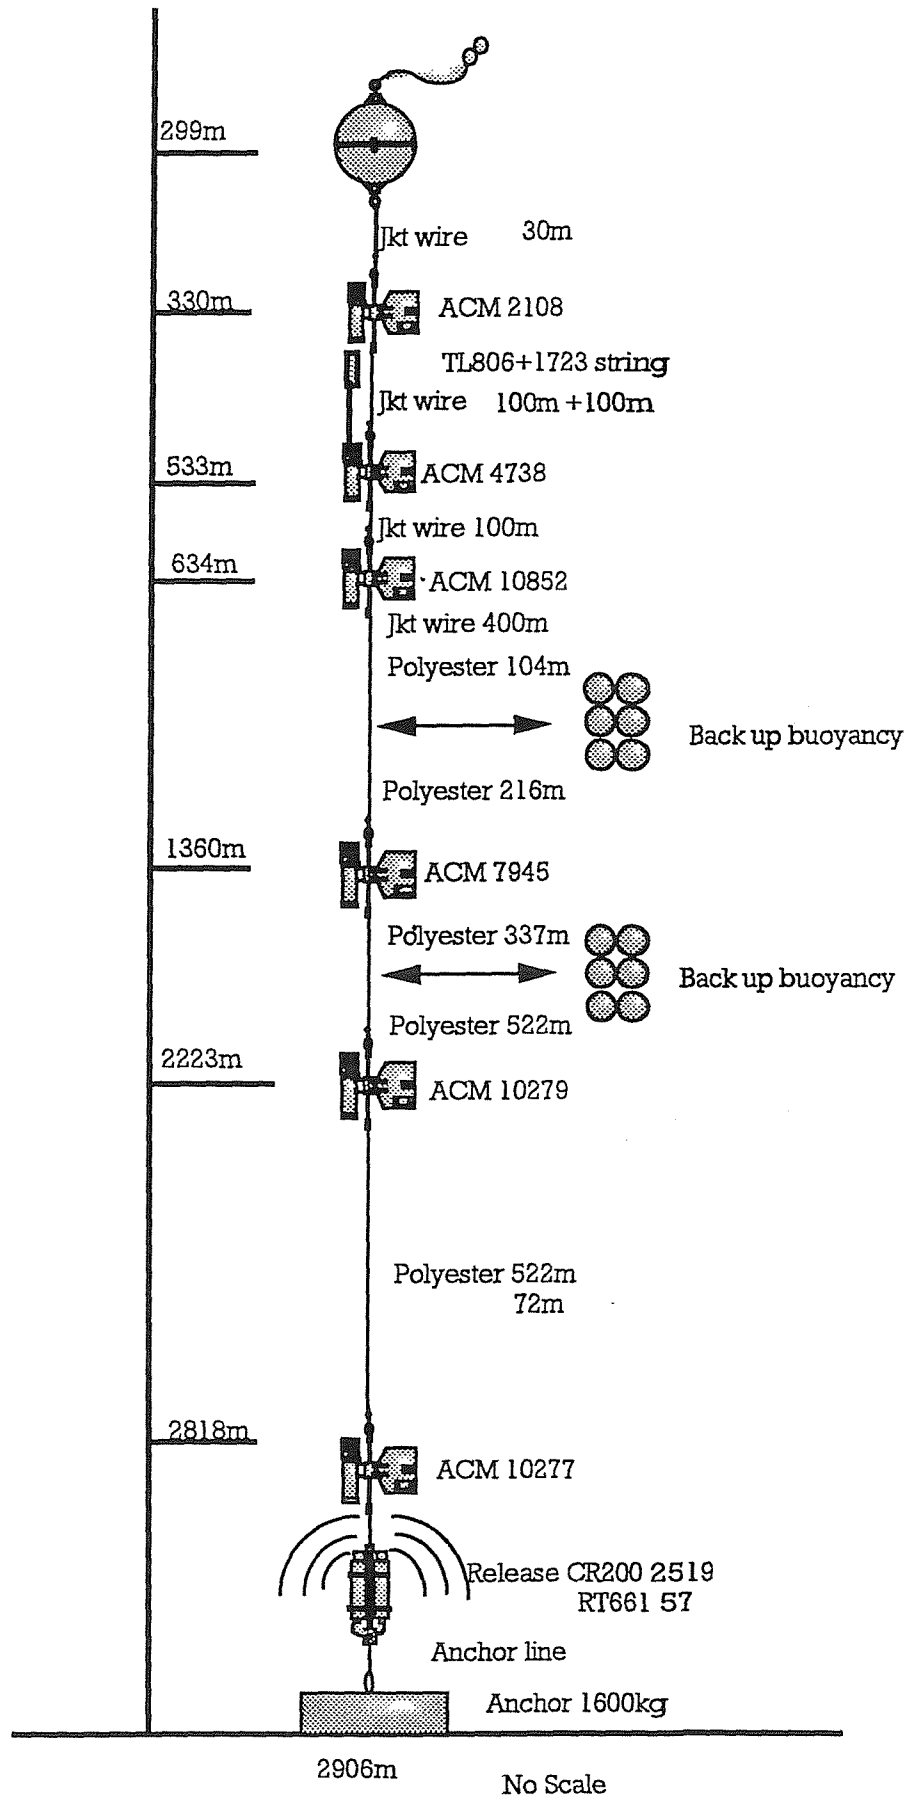 299m
Jkt wire 30m
330m
ACM 2108
TL806+1723 string
Jkt wire 100m +100m
533m
ACM 4738
Jkt wire 100m
634m
ACM 10852
Jkt wire 400m
Polyester 104m
Back up buoyancy
Polyester 216m
1360m
ACM 7945
Polyester 337m
Back up buoyancy
Polyester 522m
2223m
ACM 10279
Polyester 522m
72m
2818m
ACM 10277
Release CR200 2519
RT661 57
Anchor line
Anchor 1600kg
2906m
No Scale